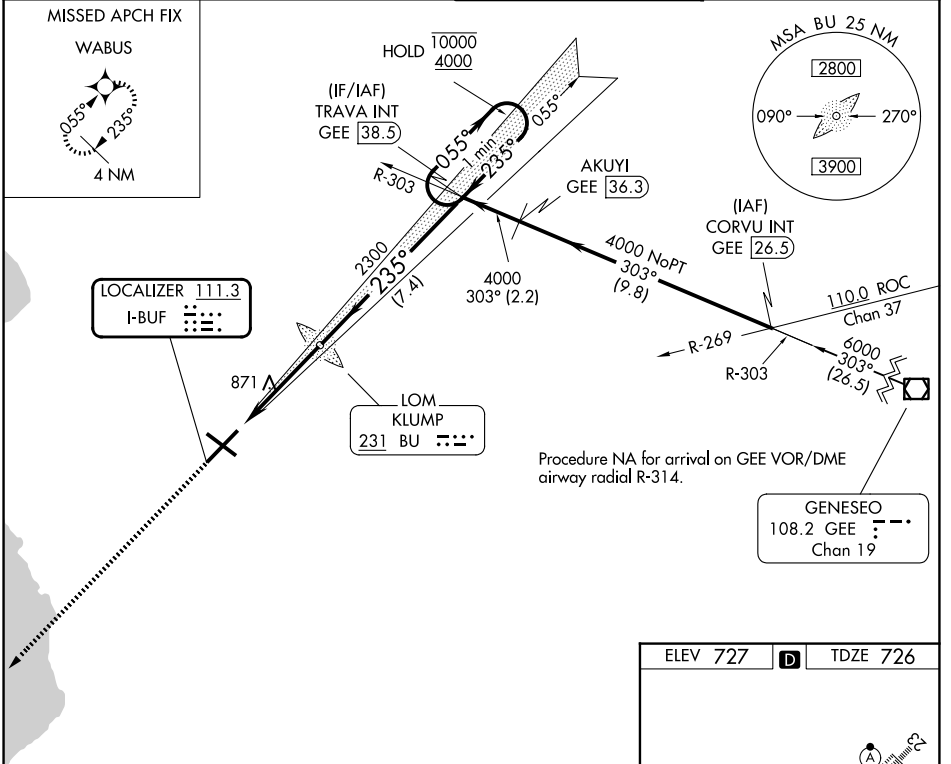 MISSED APCH FIX
WABUS
055°
235°
4 NM
HOLD 10000
4000
(IF/IAF)
TRAVA INT
GEE 38.5
R-303
055°
1 min
235°
055°
AKUYI
GEE 36.3
MSA BU 25 NM
2800
090°
270°
3900
(IAF)
CORVU INT
GEE 26.5
4000 NoPT
303°
(9.8)
4000
303° (2.2)
2300
235°
(7.4)
110.0 ROC
Chan 37
R-269
R-303
6000
303°
(26.5)
LOCALIZER 111.3
I-BUF
871
LOM
KLUMP
231 BU
Procedure NA for arrival on GEE VOR/DME
airway radial R-314.
GENESEO
108.2 GEE
Chan 19
ELEV 727
D
TDZE 726
A
23